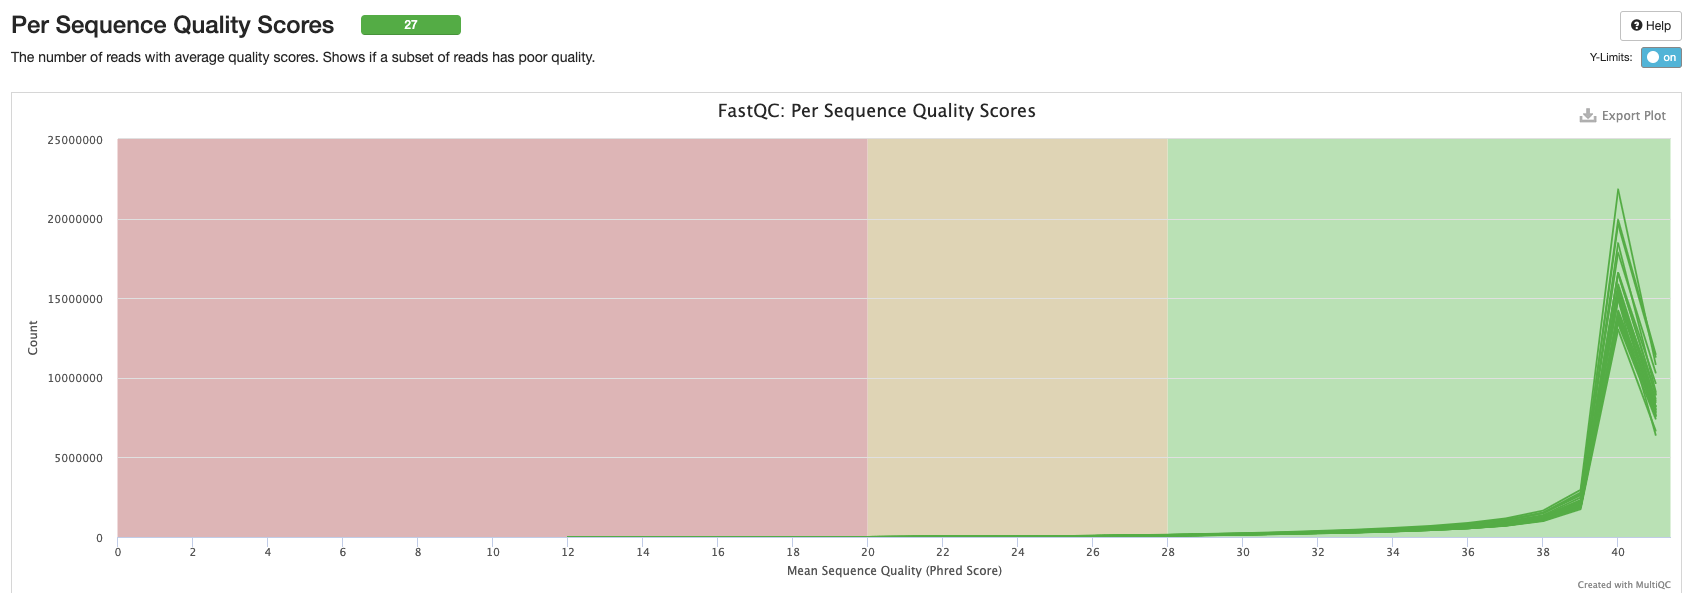 Per Sequence Quality Scores 27
Help
The number of reads with average quality scores. Shows if a subset of reads has poor quality.
Y-Limits: on
FastQC: Per Sequence Quality Scores
Export Plot
25000000
20000000
15000000
10000000
5000000
0
Count
0 2 4 6 8 10 12 14 16 18 20 22 24 26 28 30 32 34 36 38 40
Mean Sequence Quality (Phred Score)
Created with MultiQC